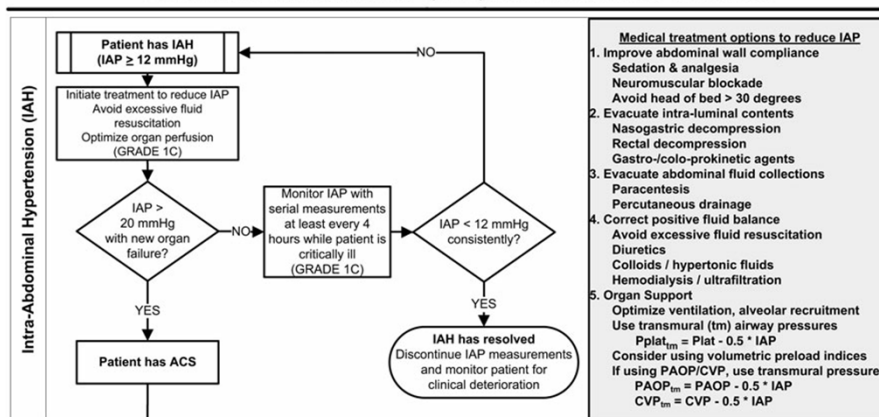 Intra-Abdominal Hypertension (IAH)
Patient has IAH
(IAP ≥ 12 mmHg)
NO
Initiate treatment to reduce IAP
Avoid excessive fluid
resuscitation
Optimize organ perfusion
(GRADE 1C)
IAP >
20 mmHg
with new organ
failure?
NO
Monitor IAP with
serial measurements
at least every 4
hours while patient is
critically ill
(GRADE 1C)
IAP < 12 mmHg
consistently?
YES
YES
Patient has ACS
IAH has resolved
Discontinue IAP measurements
and monitor patient for
clinical deterioration
Medical treatment options to reduce IAP
1. Improve abdominal wall compliance
Sedation & analgesia
Neuromuscular blockade
Avoid head of bed > 30 degrees
2. Evacuate intra-luminal contents
Nasogastric decompression
Rectal decompression
Gastro-/colo-prokinetic agents
3. Evacuate abdominal fluid collections
Paracentesis
Percutaneous drainage
4. Correct positive fluid balance
Avoid excessive fluid resuscitation
Diuretics
Colloids / hypertonic fluids
Hemodialysis / ultrafiltration
5. Organ Support
Optimize ventilation, alveolar recruitment
Use transmural (tm) airway pressures
Pplattm = Plat - 0.5 * IAP
Consider using volumetric preload indices
If using PAOP/CVP, use transmural pressure
PAOPtm = PAOP - 0.5 * IAP
CVPtm = CVP - 0.5 * IAP